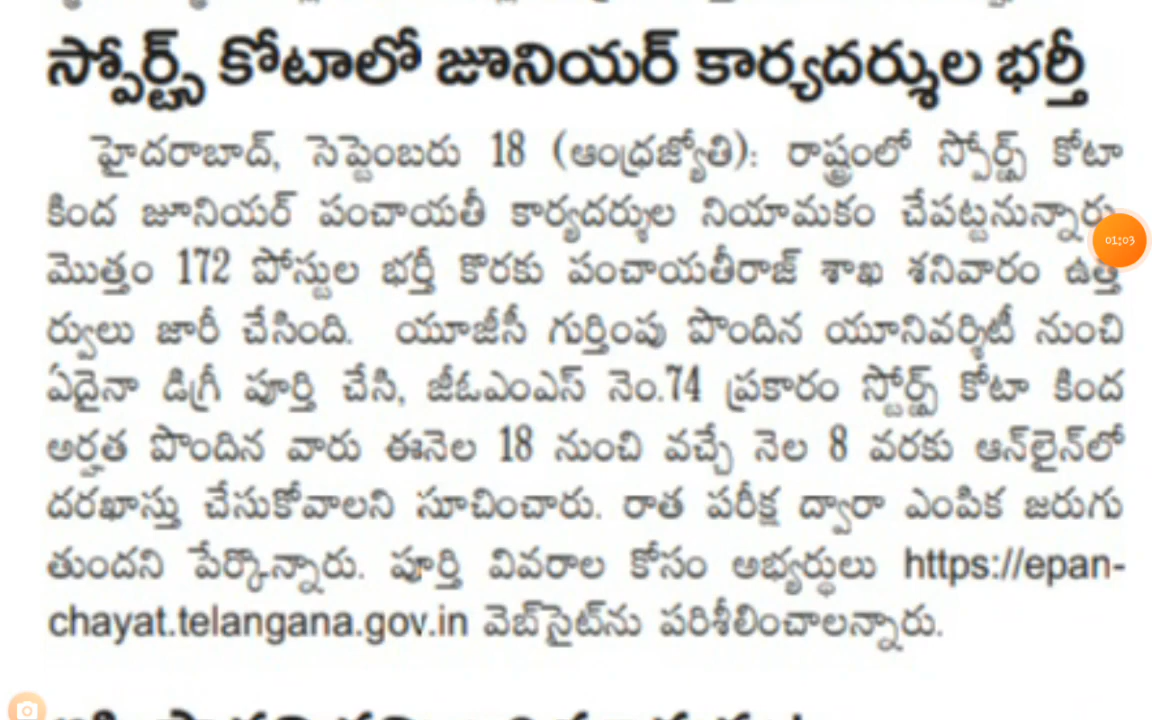 స్పోర్ట్స్ కోటాలో జూనియర్ కార్యదర్శుల భర్తీ
హైదరాబాద్, సెప్టెంబరు 18 (ఆంధ్రజ్యోతి): రాష్ట్రంలో స్పోర్ట్స్ కోటా
కింద జూనియర్ పంచాయతీ కార్యదర్శుల నియామకం చేపట్టనున్నారు.
01:03
మొత్తం 172 పోస్టుల భర్తీ కొరకు పంచాయతీరాజ్ శాఖ శనివారం ఉత్త
ర్వులు జారీ చేసింది. యూజీసీ గుర్తింపు పొందిన యూనివర్శిటీ నుంచి
ఏదైనా డిగ్రీ పూర్తి చేసి, జీఓఎంఎస్ నెం.74 ప్రకారం స్టోర్ట్స్ కోటా కింద
అర్హత పొందిన వారు ఈనెల 18 నుంచి వచ్చే నెల 8 వరకు ఆన్‌లైన్‌లో
దరఖాస్తు చేసుకోవాలని సూచించారు. రాత పరీక్ష ద్వారా ఎంపిక జరుగు
తుందని పేర్కొన్నారు. పూర్తి వివరాల కోసం అభ్యర్థులు https://epan-
chayat.telangana.gov.in వెబ్‌సైట్‌ను పరిశీలించాలన్నారు.